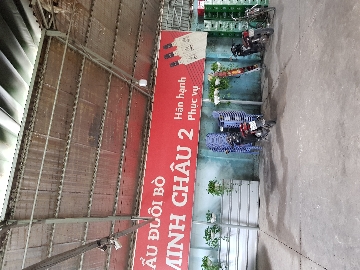 ẨU ĐUÔI BÒ
MINH CHÂU 2
Hân hạnh
Phục vụ